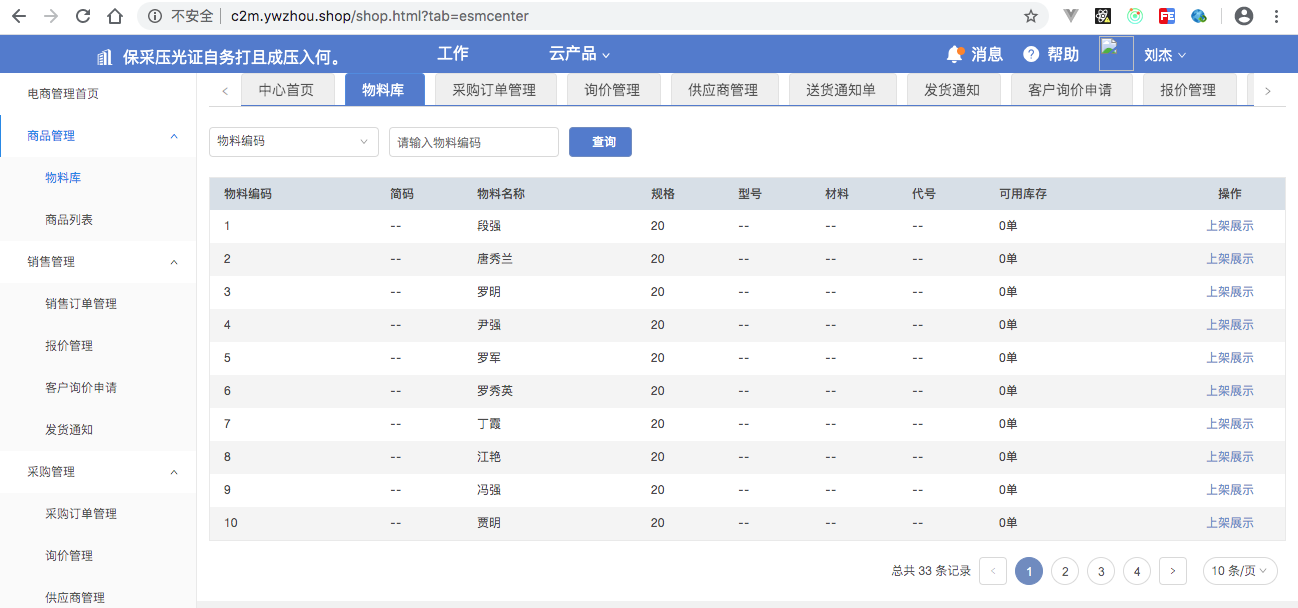 不安全 c2m.ywzhou.shop/shop.html?tab=esmcenter
保采压光证自务打且成压入何。 工作 云产品 消息 帮助 刘杰
电商管理首页
商品管理
物料库
商品列表
销售管理
销售订单管理
报价管理
客户询价申请
发货通知
采购管理
采购订单管理
询价管理
供应商管理
中心首页 物料库 采购订单管理 询价管理 供应商管理 送货通知单 发货通知 客户询价申请 报价管理
物料编码 请输入物料编码 查询
物料编码 简码 物料名称 规格 型号 材料 代号 可用库存 操作
1 -- 段强 20 -- -- -- 0单 上架展示
2 -- 唐秀兰 20 -- -- -- 0单 上架展示
3 -- 罗明 20 -- -- -- 0单 上架展示
4 -- 尹强 20 -- -- -- 0单 上架展示
5 -- 罗军 20 -- -- -- 0单 上架展示
6 -- 罗秀英 20 -- -- -- 0单 上架展示
7 -- 丁霞 20 -- -- -- 0单 上架展示
8 -- 江艳 20 -- -- -- 0单 上架展示
9 -- 冯强 20 -- -- -- 0单 上架展示
10 -- 贾明 20 -- -- -- 0单 上架展示
总共 33 条记录 < 1 2 3 4 > 10 条/页